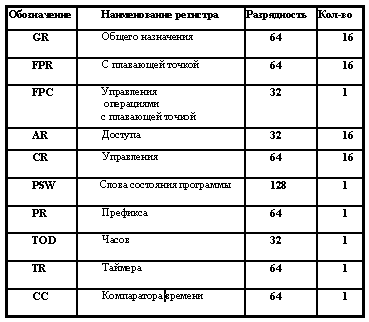 Обозначение Наименование регистра Разрядность Кол-во
GR Общего назначения 64 16
FPR С плавающей точкой 64 16
FPC Управления 32 1
операциями
с плавающей точкой
AR Доступа 32 16
CR Управления 64 16
PSW Слова состояния программы 128 1
PR Префикса 64 1
TOD Часов 32 1
TR Таймера 64 1
CC Компаратора времени 64 1